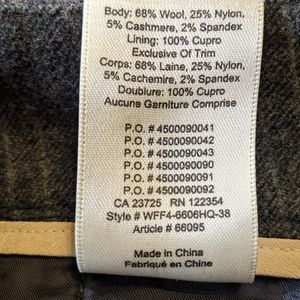 Body: 68% Wool, 25% Nylon,
5% Cashmere, 2% Spandex
Lining: 100% Cupro
Exclusive Of Trim
Corps: 68% Laine, 25% Nylon,
5% Cachemire, 2% Spandex
Doublure: 100% Cupro
Aucune Garniture Comprise
P.O. # 4500090041
P.O. # 4500090042
P.O. # 4500090043
P.O. # 4500090090
P.O. # 4500090091
P.O. # 4500090092
CA 23725 RN 122354
Style # WFF4-6606HQ-38
Article # 66095
Made in China
Fabriqué en Chine